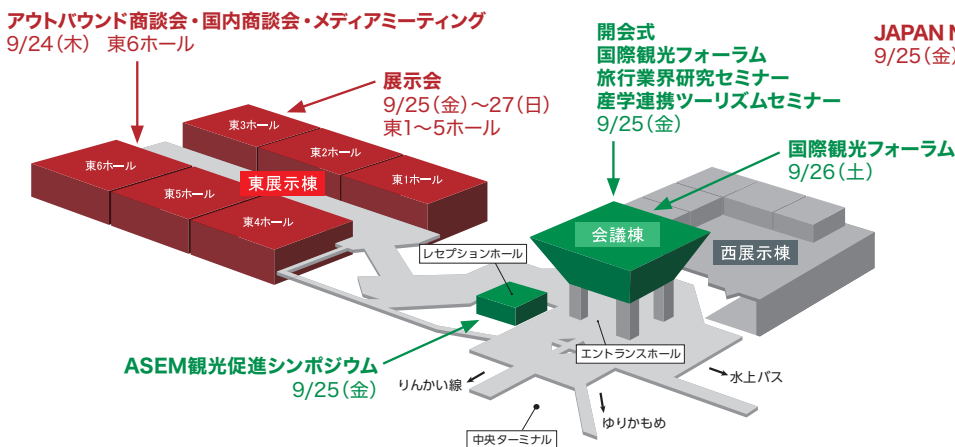 アウトバウンド商談会・国内商談会・メディアミーティング
9/24(木) 東6ホール
開会式
国際観光フォーラム
旅行業界研究セミナー
産学連携ツーリズムセミナー
9/25(金)
JAPAN
9/25(金)
展示会
9/25(金)～27(日)
東1～5ホール
国際観光フォーラム
9/26(土)
東3ホール
東2ホール
東1ホール
東6ホール
東5ホール
東4ホール
東展示棟
会議棟
西展示棟
レセプションホール
エントランスホール
ASEM観光促進シンポジウム
9/25(金)
りんかい線
水上バス
ゆりかもめ
中央ターミナル